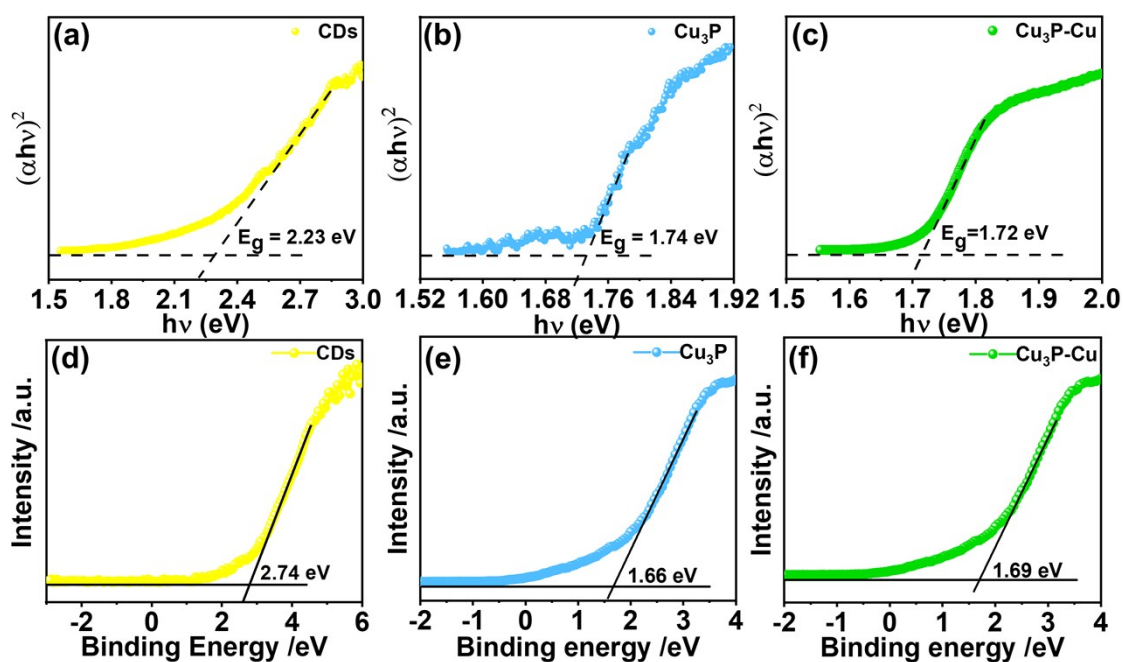 (a)
CDs
(αhν)²
E_g = 2.23 eV
1.5 1.8 2.1 2.4 2.7 3.0
hν (eV)
(b)
Cu₃P
(αhν)²
E_g = 1.74 eV
1.52 1.60 1.68 1.76 1.84 1.92
hν (eV)
(c)
Cu₃P-Cu
(αhν)²
E_g=1.72 eV
1.5 1.6 1.7 1.8 1.9 2.0
hν (eV)
(d)
CDs
Intensity /a.u.
2.74 eV
-2 0 2 4 6
Binding Energy /eV
(e)
Cu₃P
Intensity /a.u.
1.66 eV
-2 -1 0 1 2 3 4
Binding energy /eV
(f)
Cu₃P-Cu
Intensity /a.u.
1.69 eV
-2 -1 0 1 2 3 4
Binding energy /eV